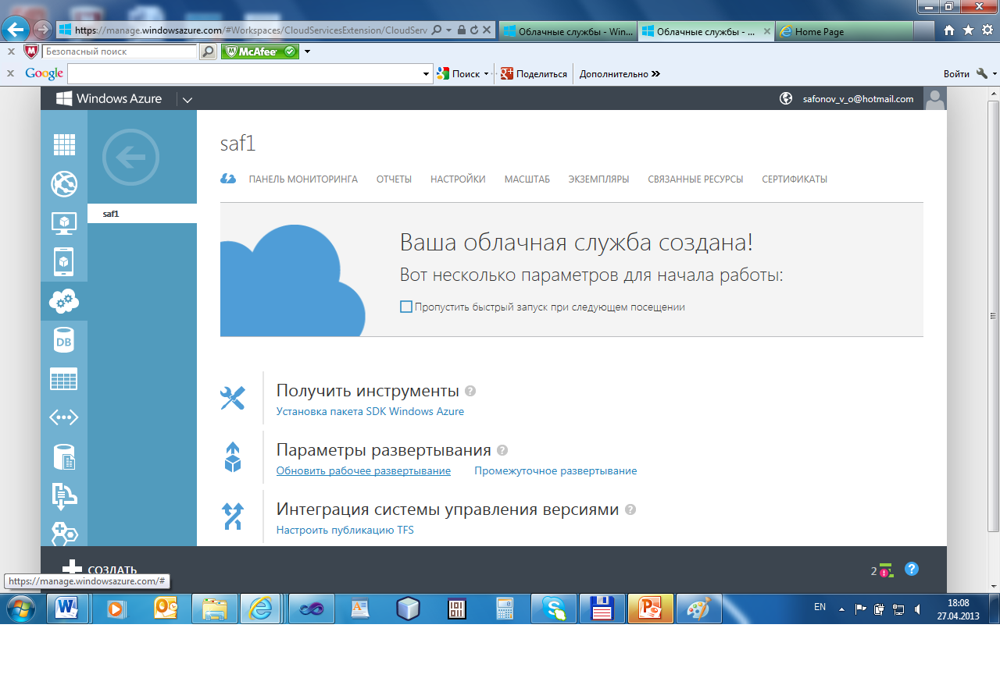 https://manage.windowsazure.com/#Workspaces/CloudServicesExtension/CloudServ
Облачные службы - Win...
Облачные службы - ...
Home Page
Безопасный поиск
McAfee
Google
Поиск
Поделиться
Дополнительно
Войти
Windows Azure
safonov_v_o@hotmail.com
saf1
saf1
ПАНЕЛЬ МОНИТОРИНГА ОТЧЕТЫ НАСТРОЙКИ МАСШТАБ ЭКЗЕМПЛЯРЫ СВЯЗАННЫЕ РЕСУРСЫ СЕРТИФИКАТЫ
Ваша облачная служба создана!
Вот несколько параметров для начала работы:
Пропустить быстрый запуск при следующем посещении
DB
Получить инструменты ?
Установка пакета SDK Windows Azure
Параметры развертывания ?
Обновить рабочее развертывание Промежуточное развертывание
Интеграция системы управления версиями ?
Настроить публикацию TFS
СОЗДАТЬ
2
?
https://manage.windowsazure.com/#
EN
18:08
27.04.2013